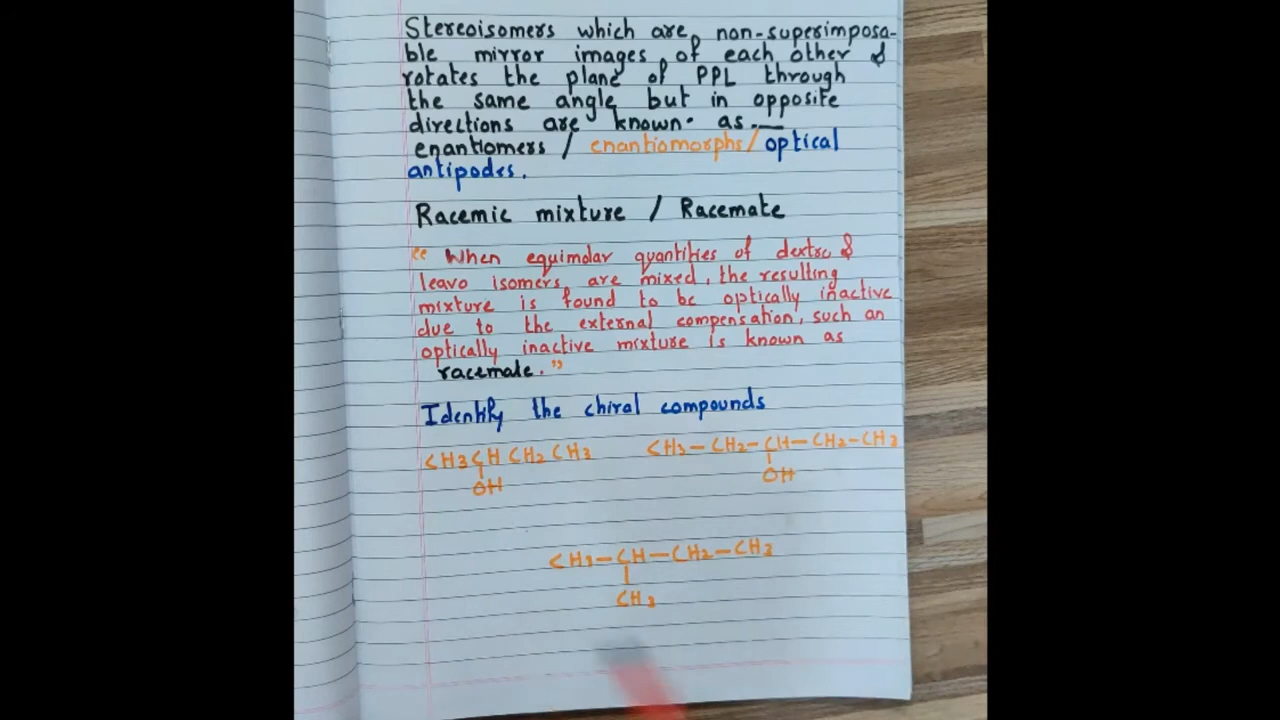 Stereoisomers which are non-superimposa-
ble mirror images of each other &
rotates the plane of PPL through
the same angle but in opposite
directions are known as __
enantiomers / enantiomorphs / optical
antipodes.
Racemic mixture / Racemate
“ When equimolar quantities of dextro &
leavo isomers are mixed, the resulting
mixture is found to be optically inactive
due to the external compensation, such an
optically inactive mixture is known as
racemate. ”
Identify the chiral compounds
CH3CHCH2CH3 CH3-CH2-CH-CH2-CH3
OH OH
CH3-CH-CH2-CH3
CH3